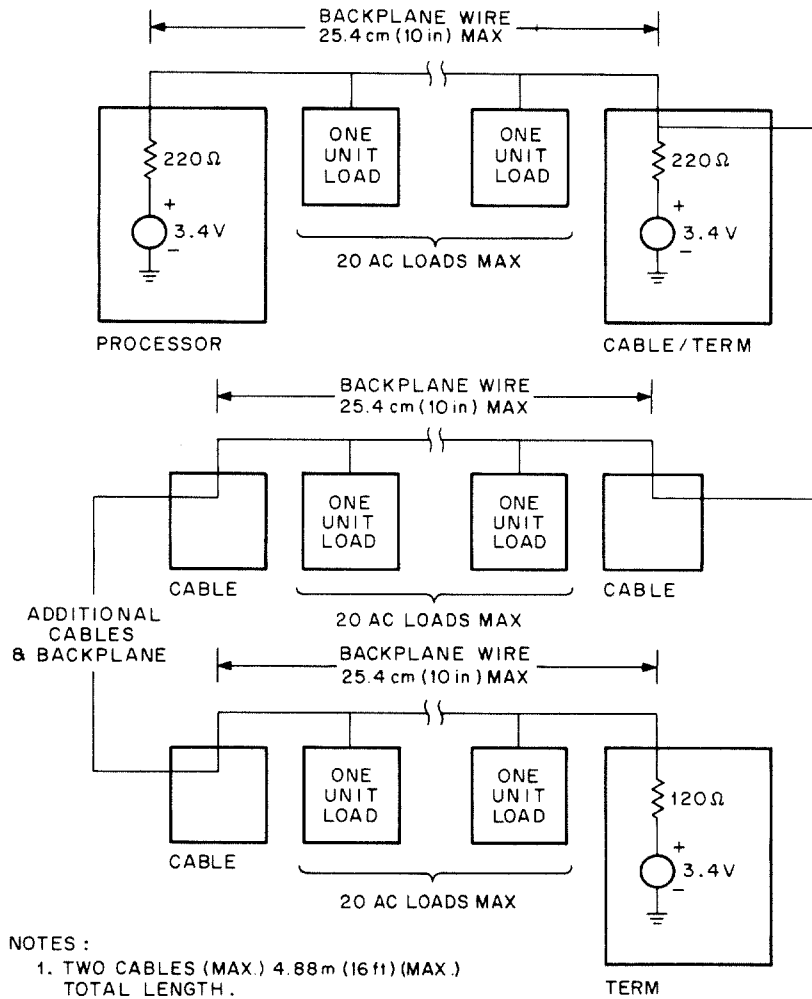 BACKPLANE WIRE
25.4 cm (10 in) MAX
220Ω
+
3.4V
-
ONE
UNIT
LOAD
ONE
UNIT
LOAD
220Ω
+
3.4V
-
20 AC LOADS MAX
PROCESSOR
CABLE/TERM
BACKPLANE WIRE
25.4 cm (10 in) MAX
ONE
UNIT
LOAD
ONE
UNIT
LOAD
CABLE
CABLE
20 AC LOADS MAX
ADDITIONAL
CABLES
& BACKPLANE
BACKPLANE WIRE
25.4 cm (10 in) MAX
ONE
UNIT
LOAD
ONE
UNIT
LOAD
120Ω
+
3.4V
-
CABLE
20 AC LOADS MAX
TERM
NOTES :
1. TWO CABLES (MAX.) 4.88m (16ft) (MAX.)
TOTAL LENGTH.